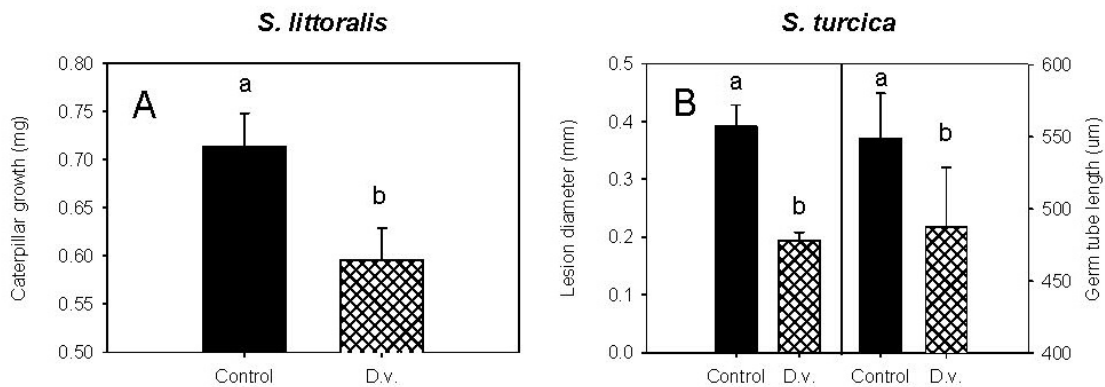 S. littoralis
0.80
0.75
0.70
0.65
0.60
0.55
0.50
Caterpillar growth (mg)
A
a
b
Control
D.v.
S. turcica
0.5
0.4
0.3
0.2
0.1
0.0
Lesion diameter (mm)
B
a
b
a
b
Control
D.v.
Control
D.v.
600
550
500
450
400
Germ tube length (um)